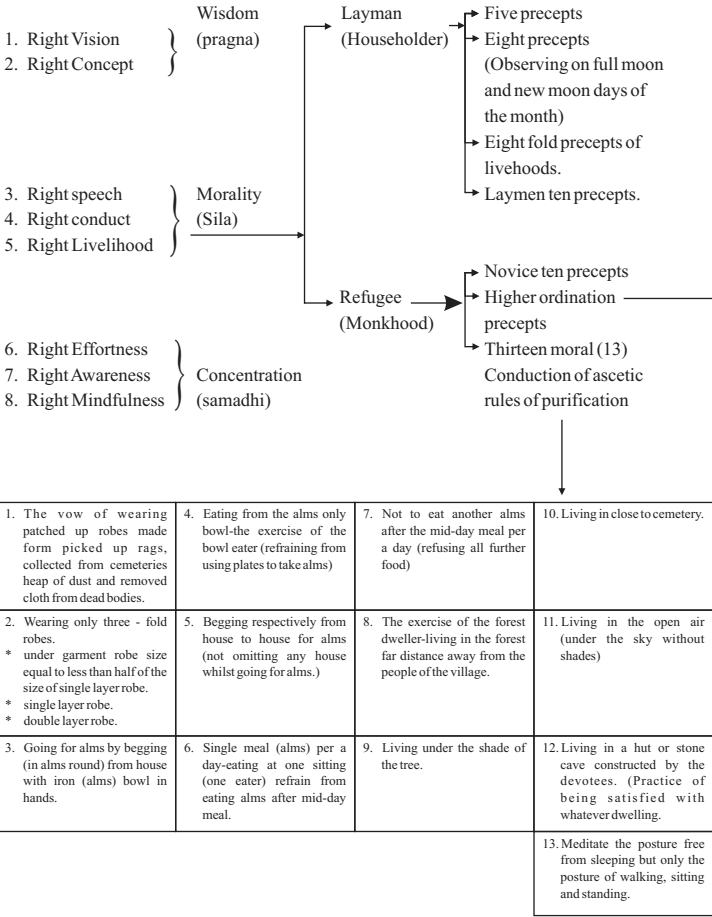 Wisdom
(pragna)
1. Right Vision
2. Right Concept
Layman
(Householder)
Five precepts
Eight precepts
(Observing on full moon
and new moon days of
the month)
Eight fold precepts of
livehoods.
Laymen ten precepts.
3. Right speech
4. Right conduct
5. Right Livelihood
Morality
(Sila)
Refugee
(Monkhood)
Novice ten precepts
Higher ordination
precepts
Thirteen moral (13)
Conduction of ascetic
rules of purification
6. Right Effortness
7. Right Awareness
8. Right Mindfulness
Concentration
(samadhi)
1. The vow of wearing
patched up robes made
form picked up rags,
collected from cemeteries
heap of dust and removed
cloth from dead bodies.
4. Eating from the alms only
bowl-the exercise of the
bowl eater (refraining from
using plates to take alms)
7. Not to eat another alms
after the mid-day meal per
a day (refusing all further
food)
10. Living in close to cemetery.
2. Wearing only three - fold
robes.
* under garment robe size
equal to less than half of the
size of single layer robe.
* single layer robe.
* double layer robe.
5. Begging respectively from
house to house for alms
(not omitting any house
whilst going for alms.)
8. The exercise of the forest
dweller-living in the forest
far distance away from the
people of the village.
11. Living in the open air
(under the sky without
shades)
3. Going for alms by begging
(in alms round) from house
with iron (alms) bowl in
hands.
6. Single meal (alms) per a
day-eating at one sitting
(one eater) refrain from
eating alms after mid-day
meal.
9. Living under the shade of
the tree.
12. Living in a hut or stone
cave constructed by the
devotees. (Practice of
being satisfied with
whatever dwelling.
13. Meditate the posture free
from sleeping but only the
posture of walking, sitting
and standing.